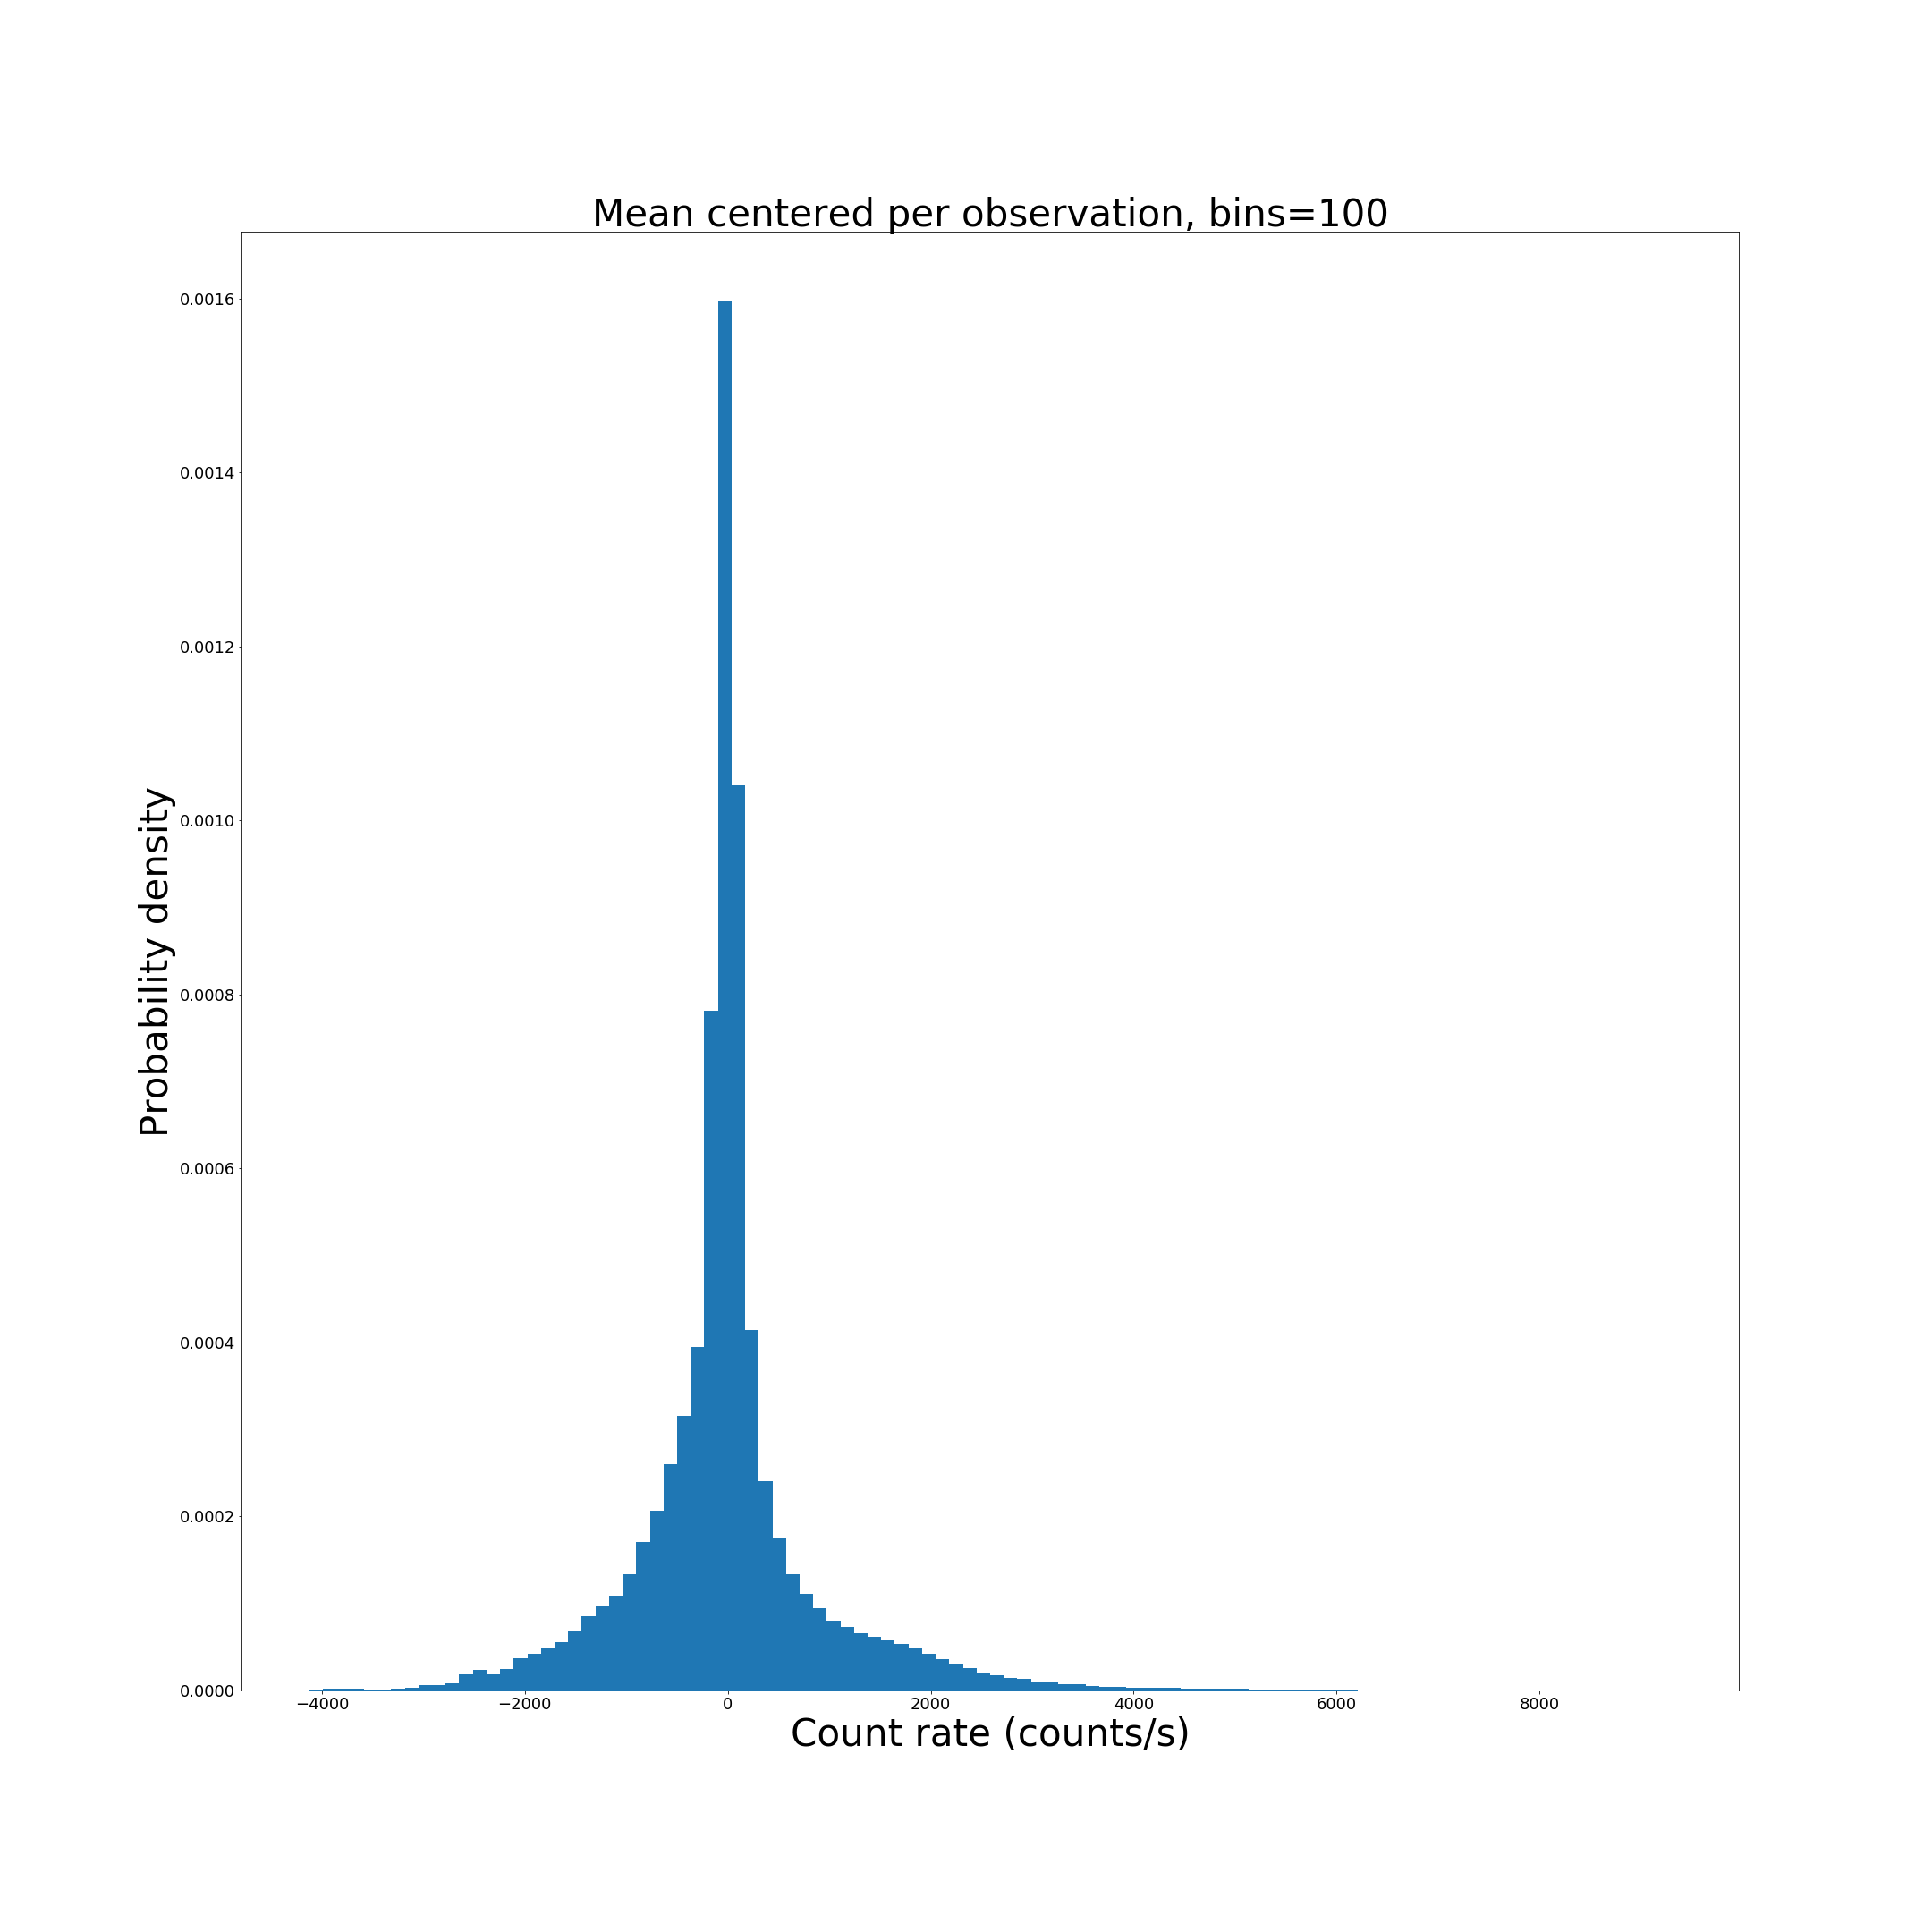 Mean centered per observation, bins=100
Probability density
0.0016
0.0014
0.0012
0.0010
0.0008
0.0006
0.0004
0.0002
0.0000
−4000 −2000 0 2000 4000 6000 8000
Count rate (counts/s)